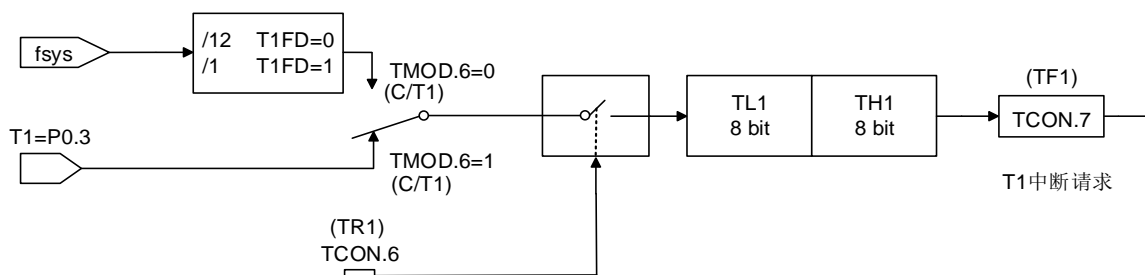 fsys
/12 T1FD=0
/1 T1FD=1
TMOD.6=0
(C/T1)
T1=P0.3
TMOD.6=1
(C/T1)
(TR1)
TCON.6
TL1
8 bit
TH1
8 bit
(TF1)
TCON.7
T1中断请求